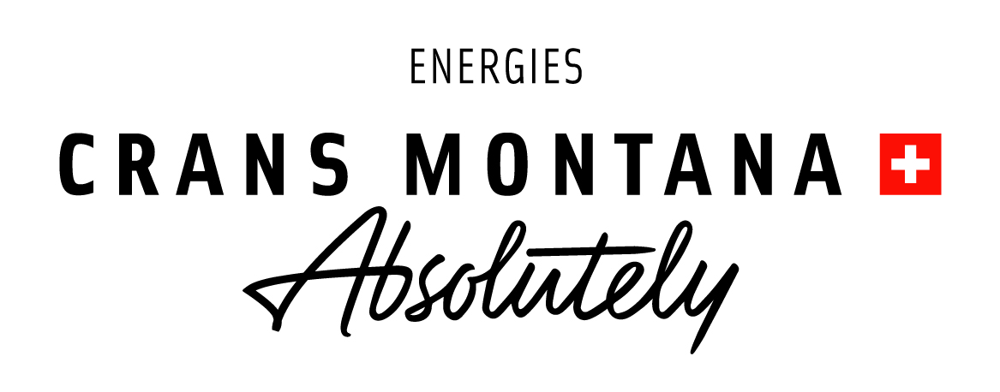 ENERGIES
CRANS MONTANA
Absolutely